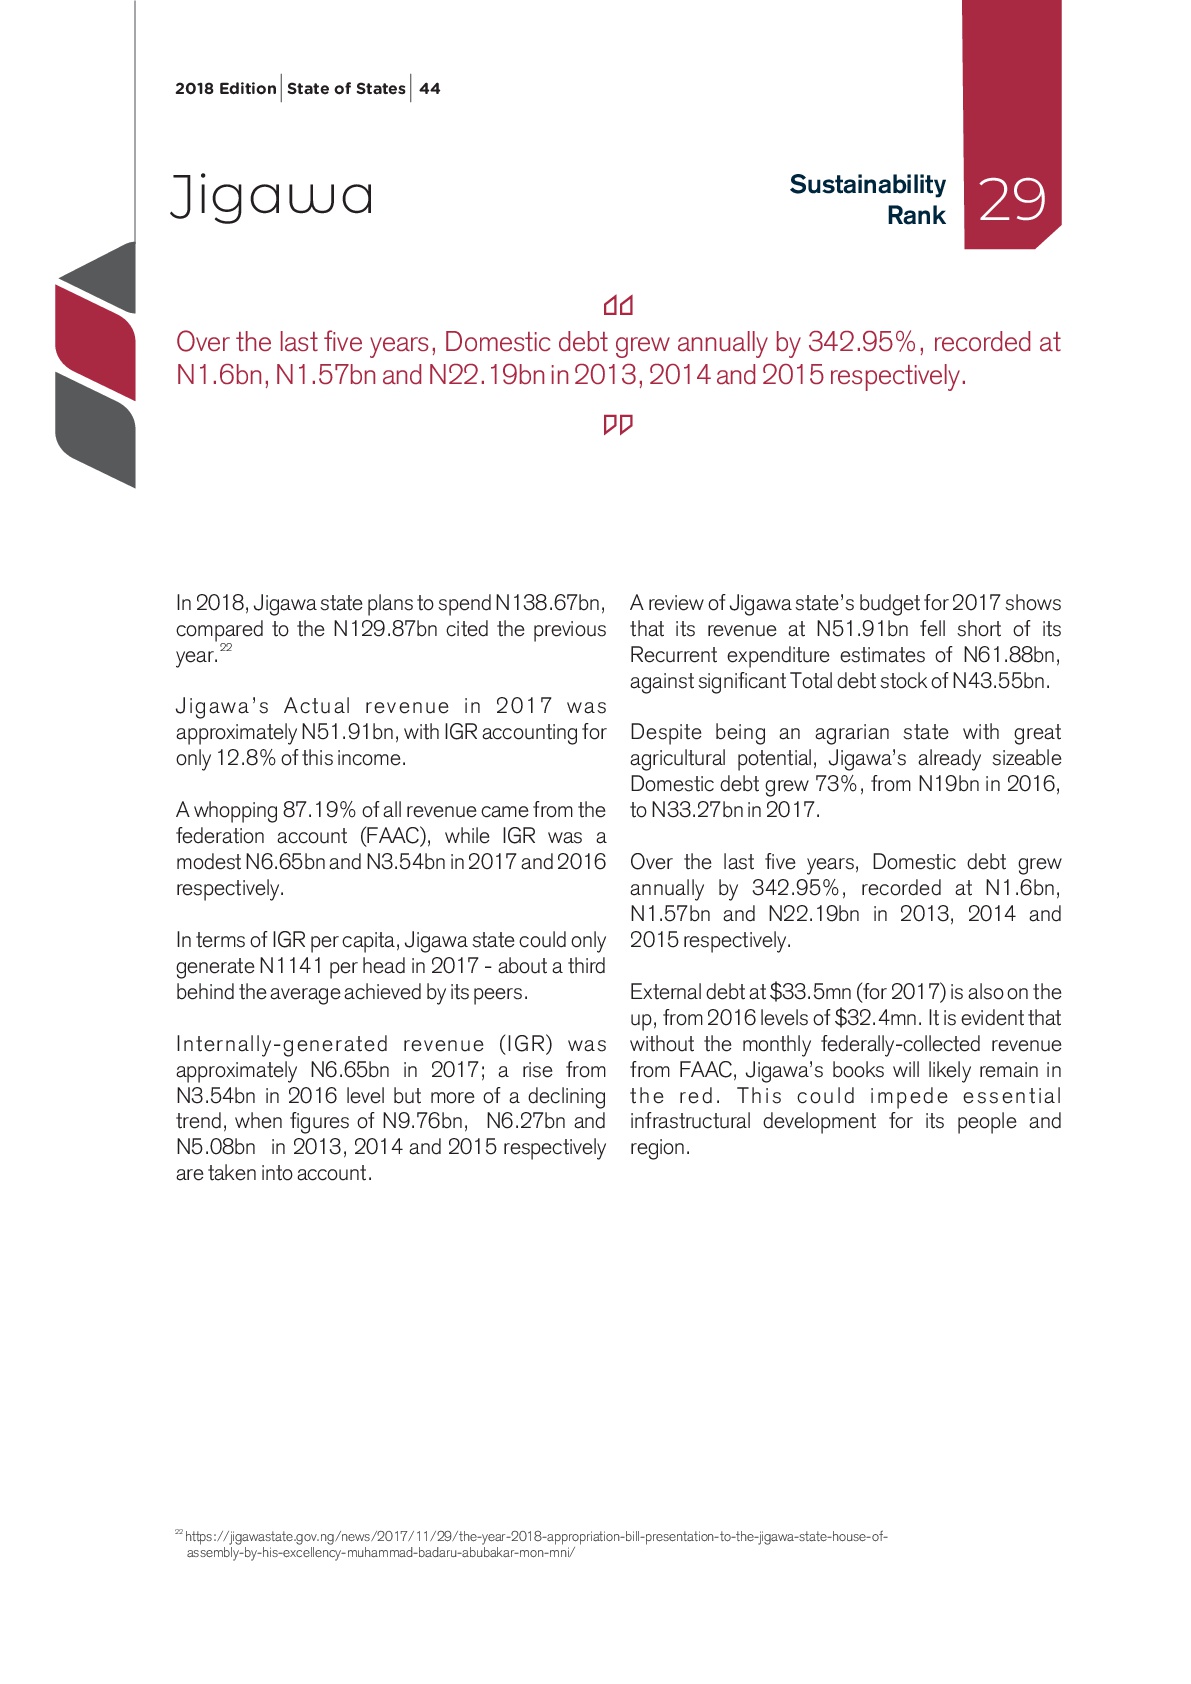 2018 Edition | State of States | 44
Jigawa
Sustainability
Rank
29
Over the last five years, Domestic debt grew annually by 342.95%, recorded at
N1.6bn, N1.57bn and N22.19bn in 2013, 2014 and 2015 respectively.
In 2018, Jigawa state plans to spend N138.67bn,
compared to the N129.87bn cited the previous
year.22
Jigawa's Actual revenue in 2017 was
approximately N51.91bn, with IGR accounting for
only 12.8% of this income.
A whopping 87.19% of all revenue came from the
federation account (FAAC), while IGR was a
modest N6.65bn and N3.54bn in 2017 and 2016
respectively.
In terms of IGR per capita, Jigawa state could only
generate N1141 per head in 2017 - about a third
behind the average achieved by its peers.
Internally-generated revenue (IGR) was
approximately N6.65bn in 2017; a rise from
N3.54bn in 2016 level but more of a declining
trend, when figures of N9.76bn, N6.27bn and
N5.08bn in 2013, 2014 and 2015 respectively
are taken into account.
A review of Jigawa state's budget for 2017 shows
that its revenue at N51.91bn fell short of its
Recurrent expenditure estimates of N61.88bn,
against significant Total debt stock of N43.55bn.
Despite being an agrarian state with great
agricultural potential, Jigawa's already sizeable
Domestic debt grew 73%, from N19bn in 2016,
to N33.27bn in 2017.
Over the last five years, Domestic debt grew
annually by 342.95%, recorded at N1.6bn,
N1.57bn and N22.19bn in 2013, 2014 and
2015 respectively.
External debt at $33.5mn (for 2017) is also on the
up, from 2016 levels of $32.4mn. It is evident that
without the monthly federally-collected revenue
from FAAC, Jigawa's books will likely remain in
the red. This could impede essential
infrastructural development for its people and
region.
22 https://jigawastate.gov.ng/news/2017/11/29/the-year-2018-appropriation-bill-presentation-to-the-jigawa-state-house-of-
assembly-by-his-excellency-muhammad-badaru-abubakar-mon-mni/